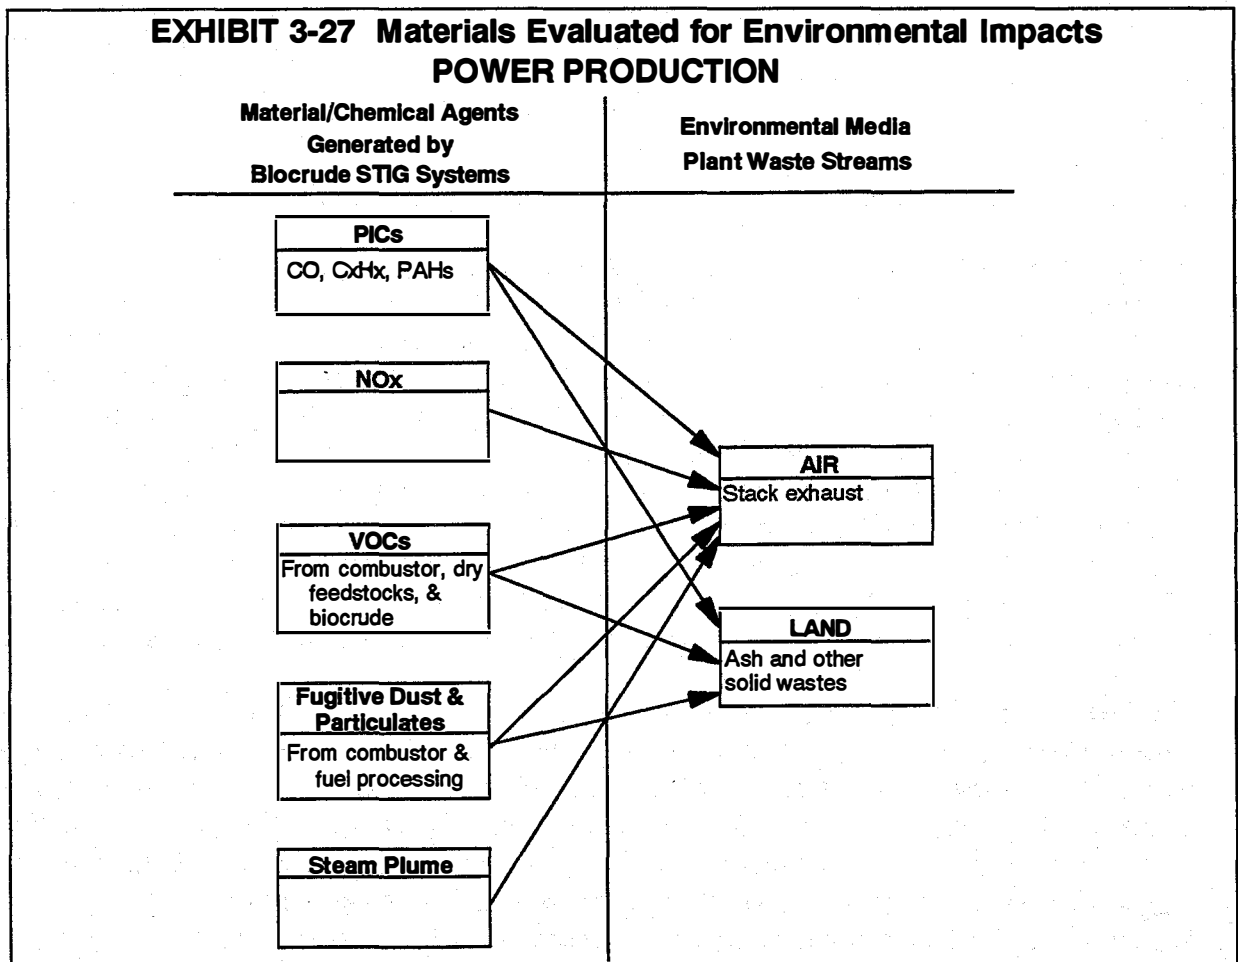 EXHIBIT 3-27 Materials Evaluated for Environmental Impacts
POWER PRODUCTION
Material/Chemical Agents
Generated by
Biocrude STIG Systems
Environmental Media
Plant Waste Streams
PICs
CO, CxHx, PAHs
NOx
VOCs
From combustor, dry
feedstocks, &
biocrude
Fugitive Dust &
Particulates
From combustor &
fuel processing
Steam Plume
AIR
Stack exhaust
LAND
Ash and other
solid wastes